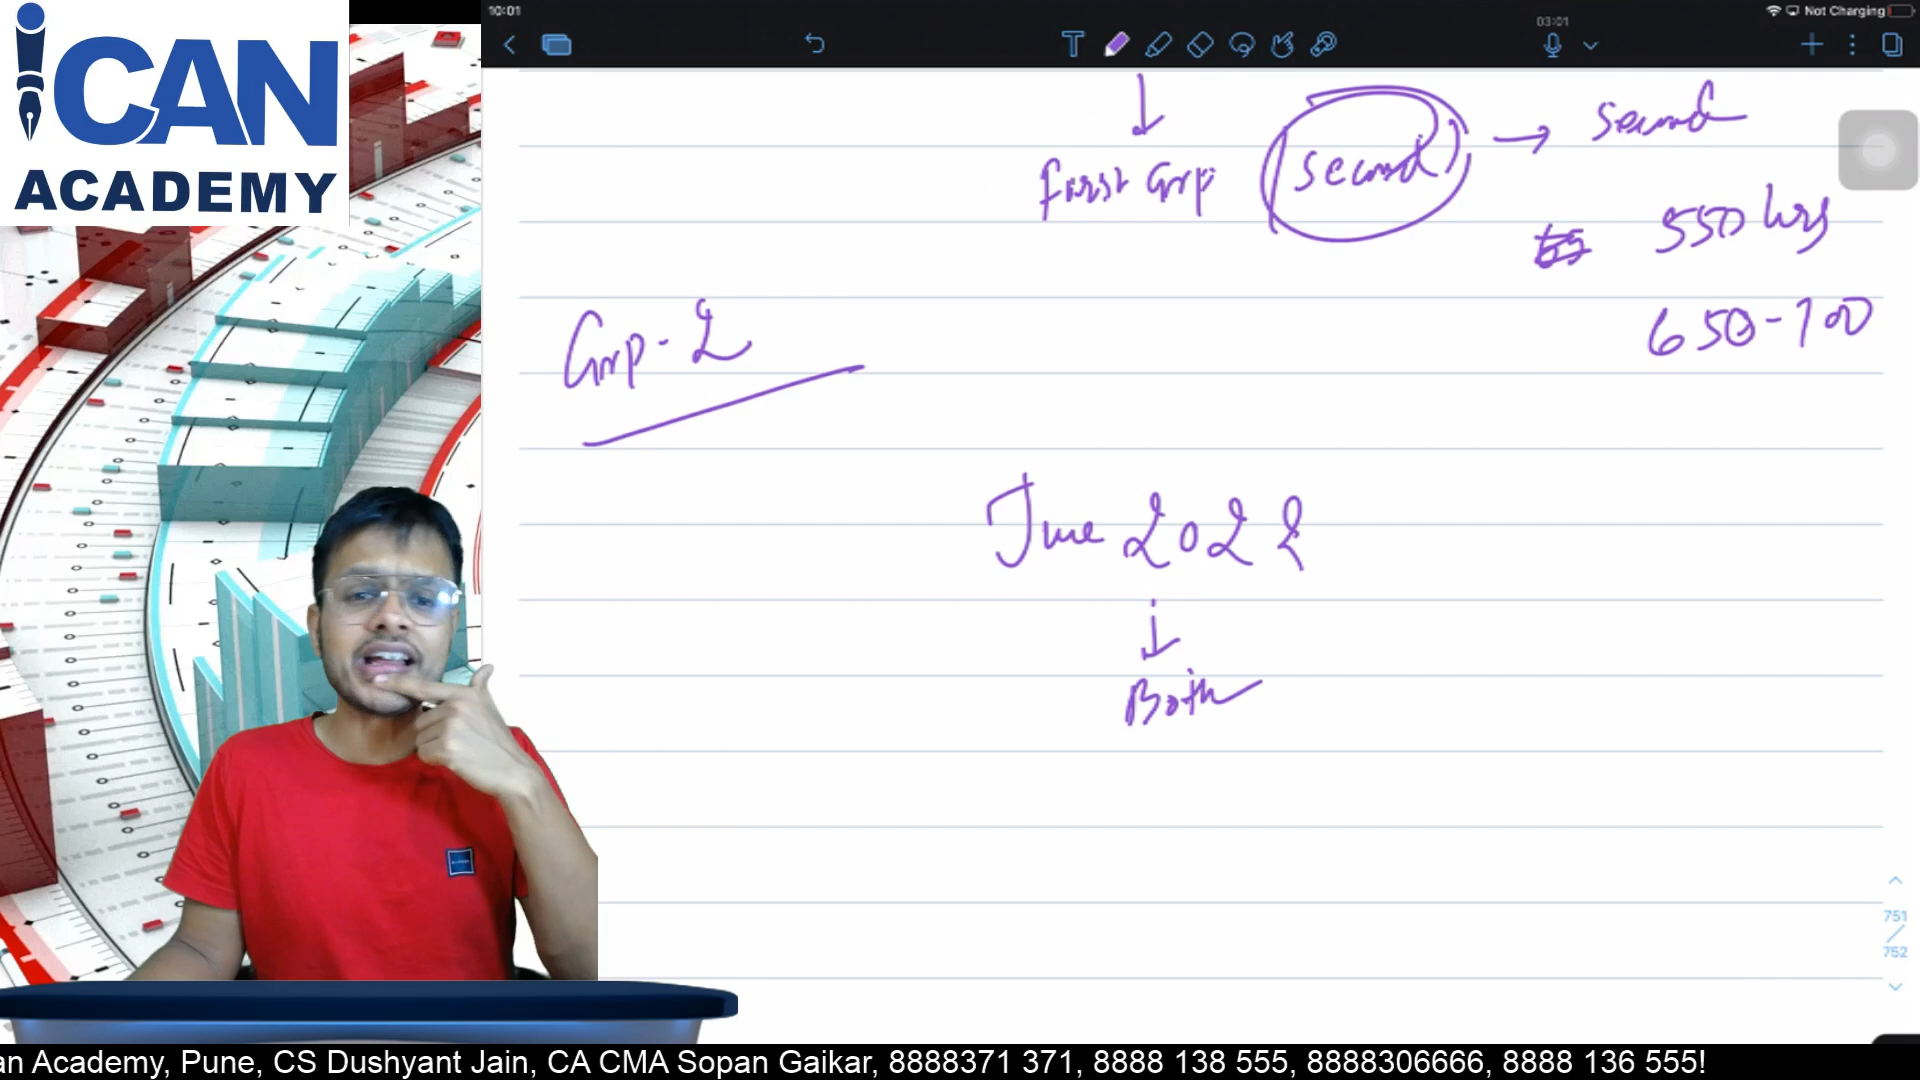 iCAN
ACADEMY
10:01
03:01
Not Charging
First Grp
second
second
550 hrs
650-700
Grp-2
June 2022
Both
751
752
an Academy, Pune, CS Dushyant Jain, CA CMA Sopan Gaikar, 8888371 371, 8888 138 555, 8888306666, 8888 136 555!